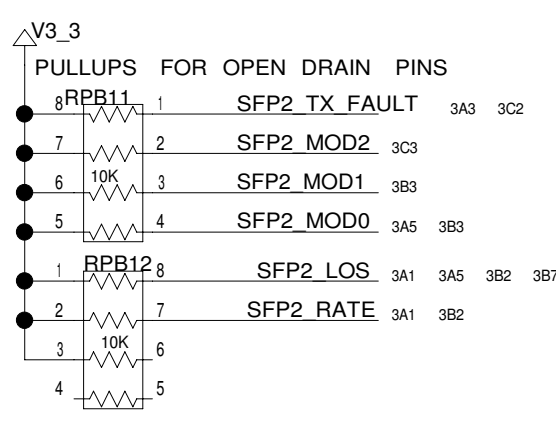 V3_3
PULLUPS FOR OPEN DRAIN PINS
RPB11
8 1 SFP2_TX_FAULT 3A3 3C2
7 2 SFP2_MOD2 3C3
6 10K 3 SFP2_MOD1 3B3
5 4 SFP2_MOD0 3A5 3B3
RPB12
1 8 SFP2_LOS 3A1 3A5 3B2 3B7
2 7 SFP2_RATE 3A1 3B2
3 10K 6
4 5